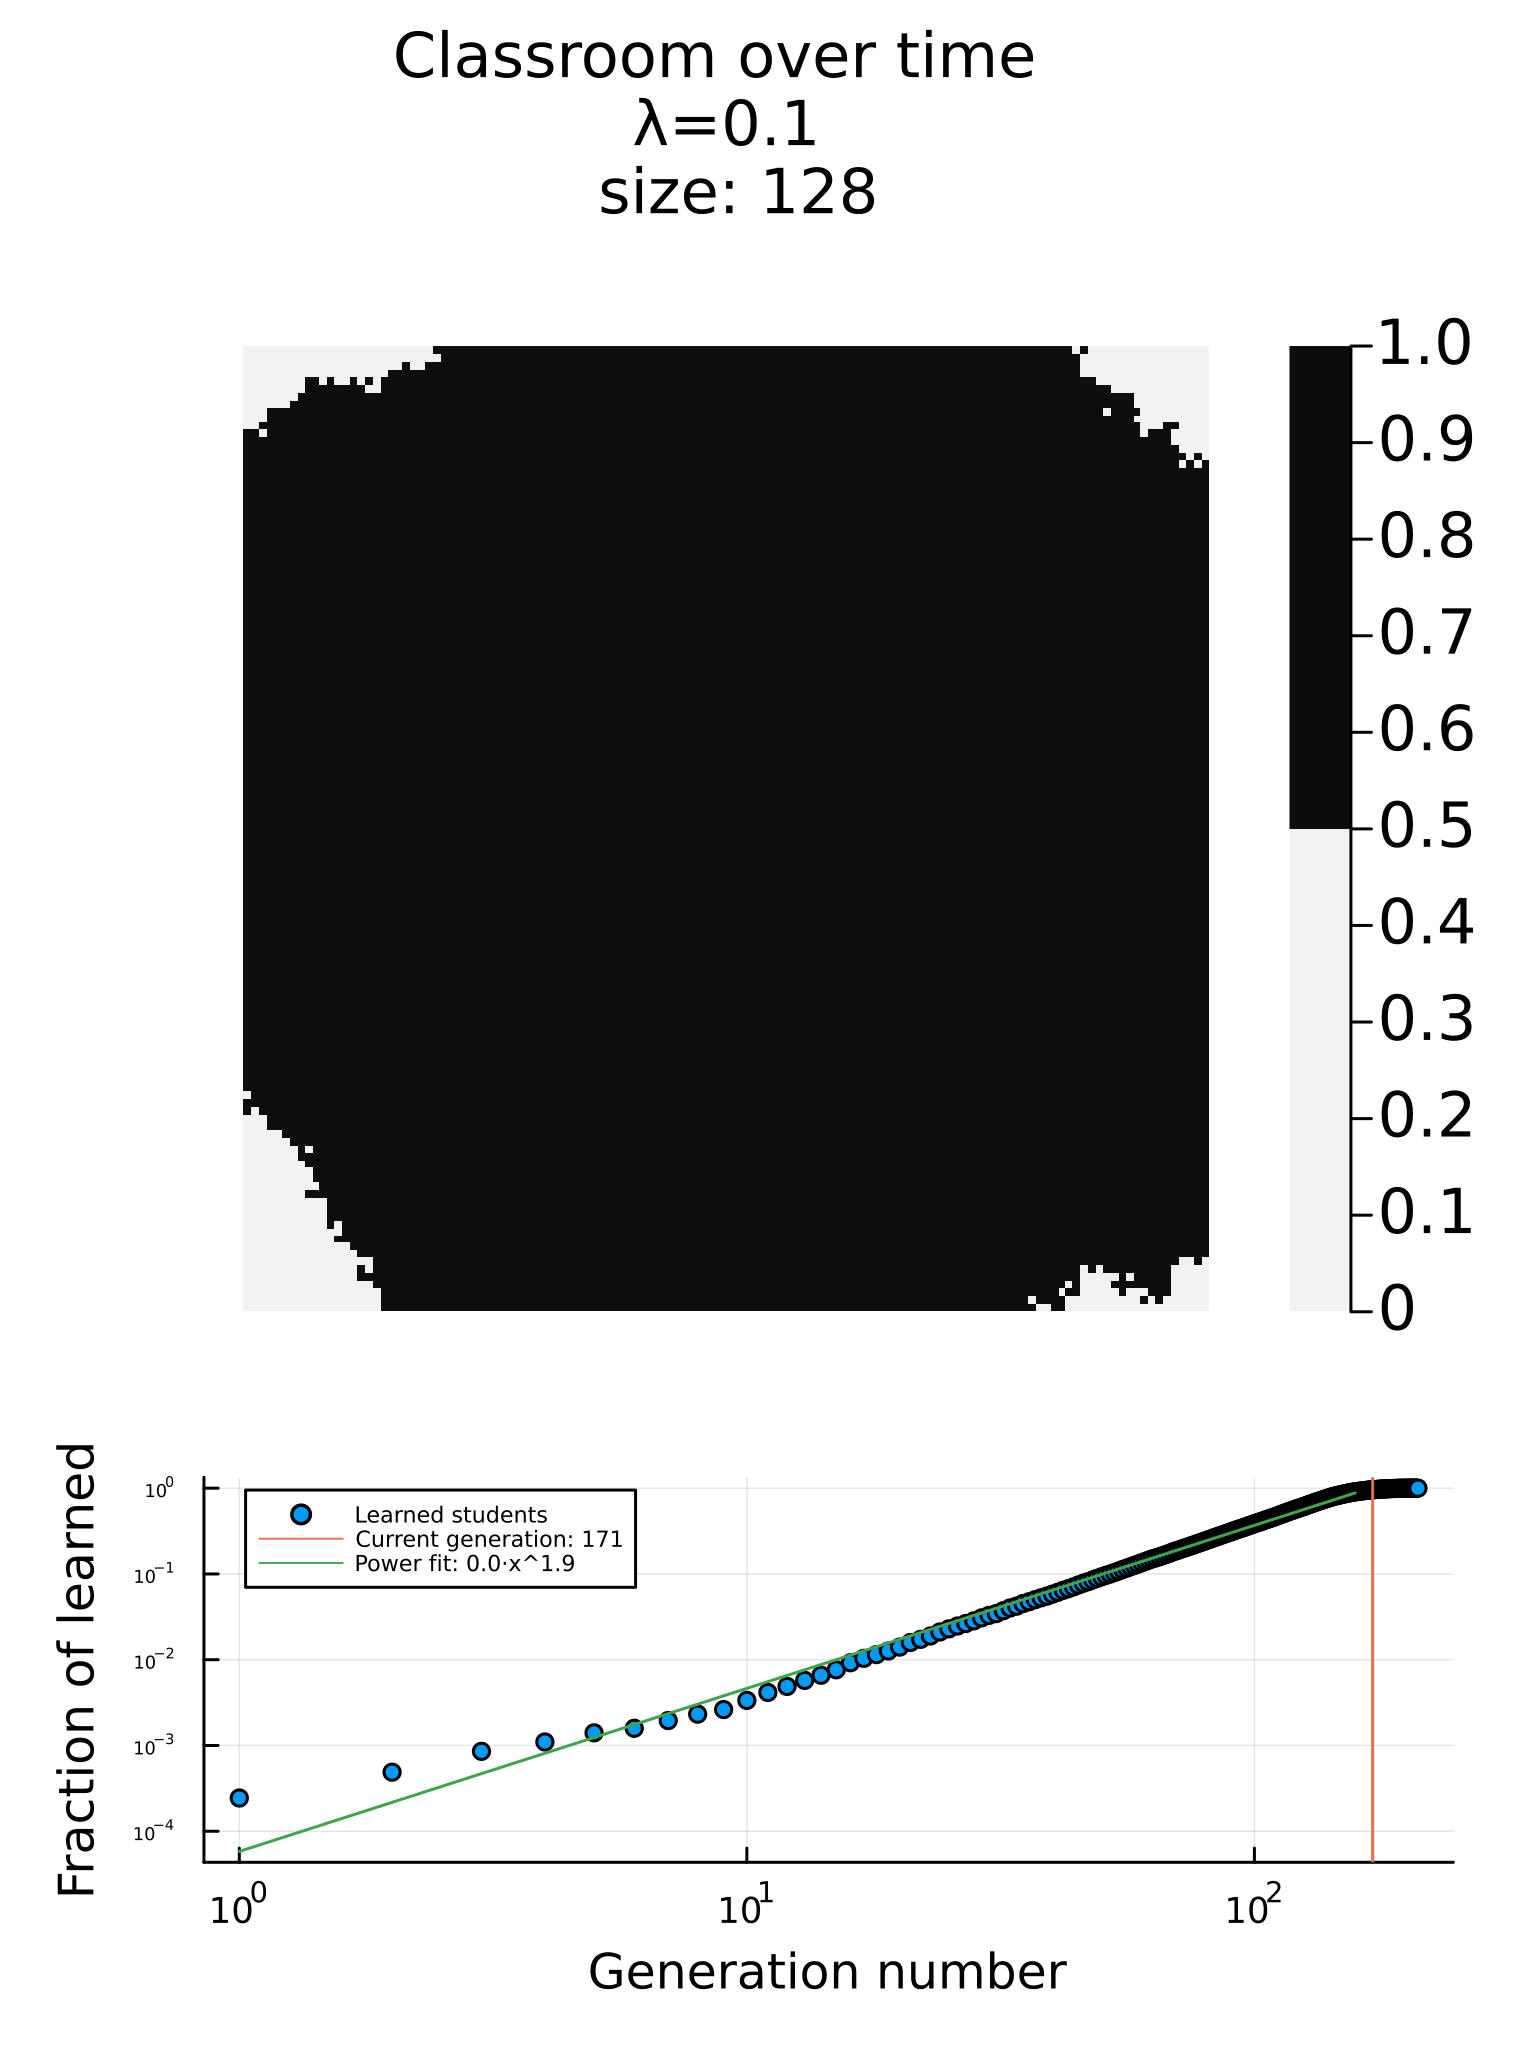 Classroom over time
λ=0.1
size: 128
1.0
0.9
0.8
0.7
0.6
0.5
0.4
0.3
0.2
0.1
0
Fraction of learned
10⁰
10⁻¹
10⁻²
10⁻³
10⁻⁴
Learned students
Current generation: 171
Power fit: 0.0·x^1.9
10⁰ 10¹ 10²
Generation number